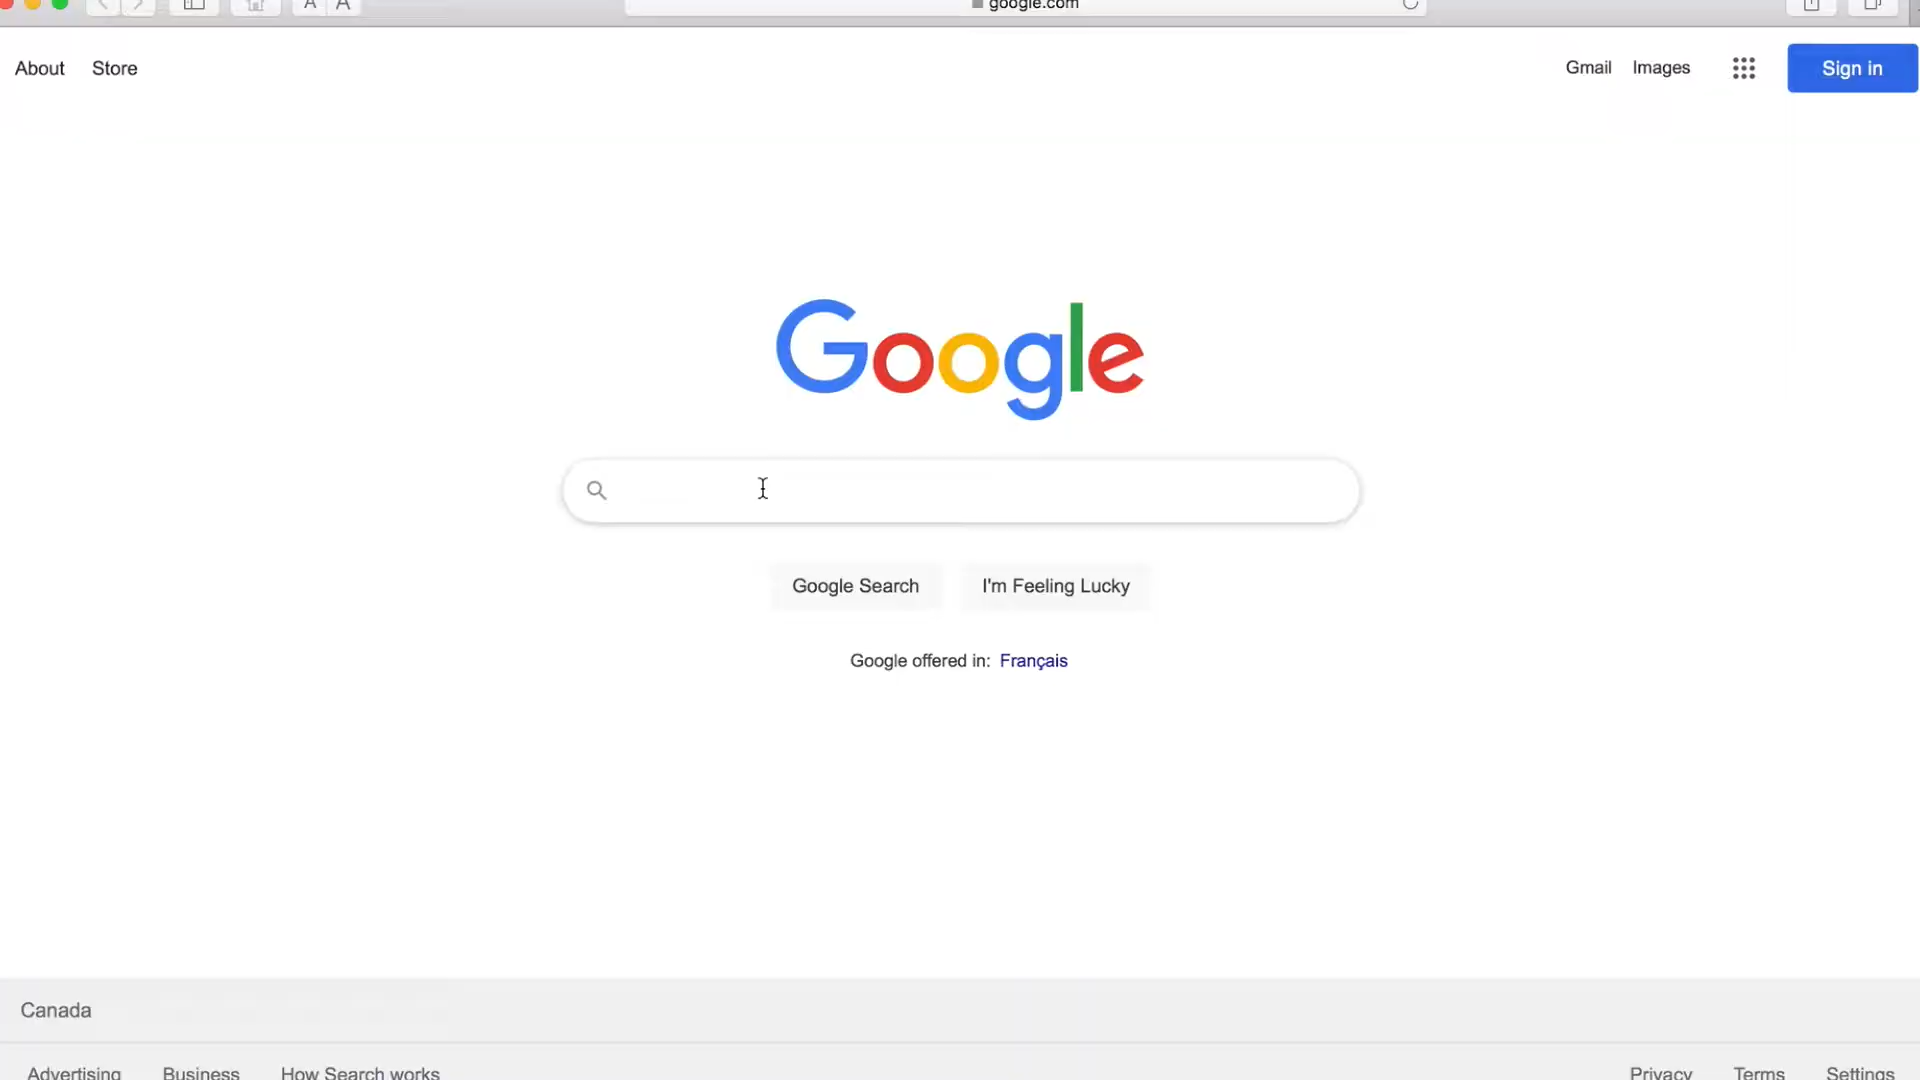 A A google.com
About Store Gmail Images Sign in
Google
Google Search I'm Feeling Lucky
Google offered in: Français
Canada
Advertising Business How Search works Privacy Terms Settings